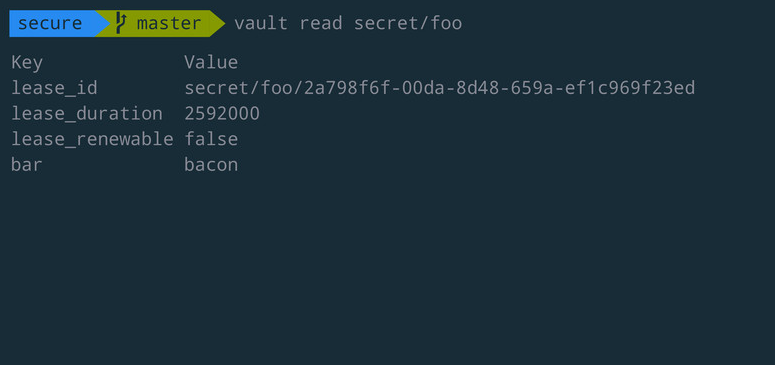 secure master vault read secret/foo
Key Value
lease_id secret/foo/2a798f6f-00da-8d48-659a-ef1c969f23ed
lease_duration 2592000
lease_renewable false
bar bacon